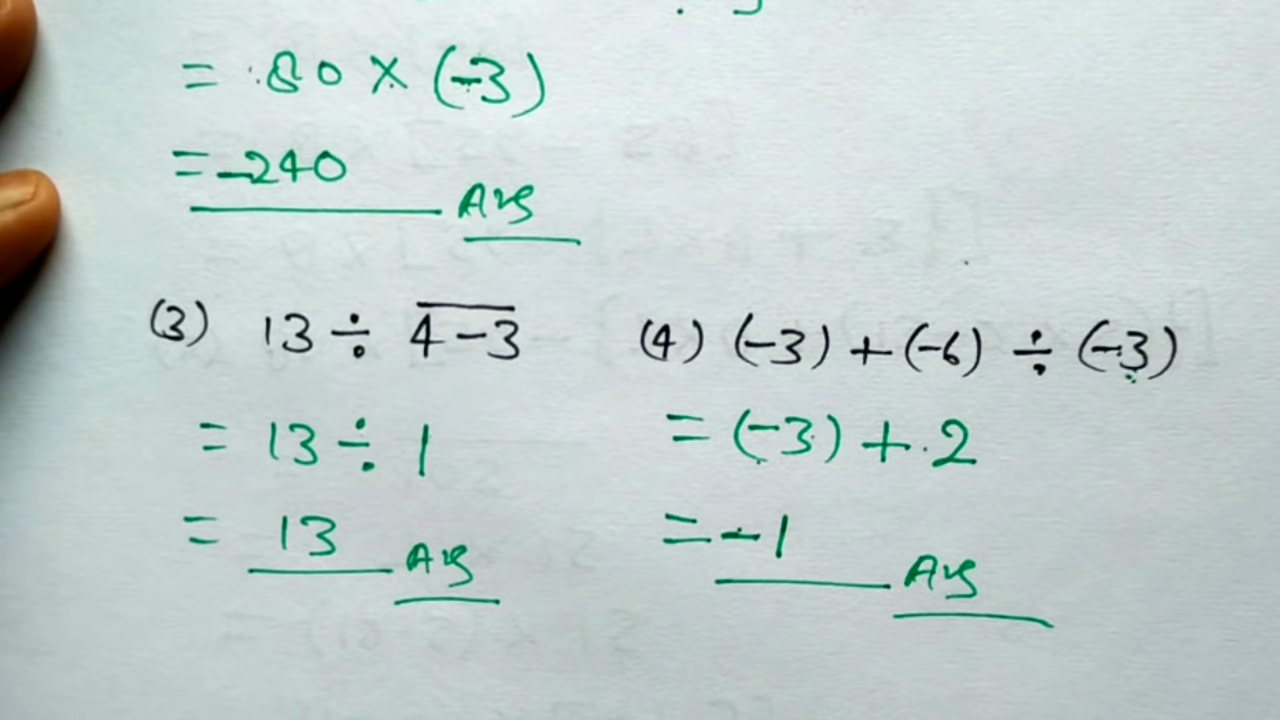 = 80 × (-3)
= -240 Ans
(3) 13 ÷ 4̅ ̅-̅ ̅3̅
= 13 ÷ 1
= 13 Ans
(4) (-3) + (-6) ÷ (-3)
= (-3) + 2
= -1 Ans